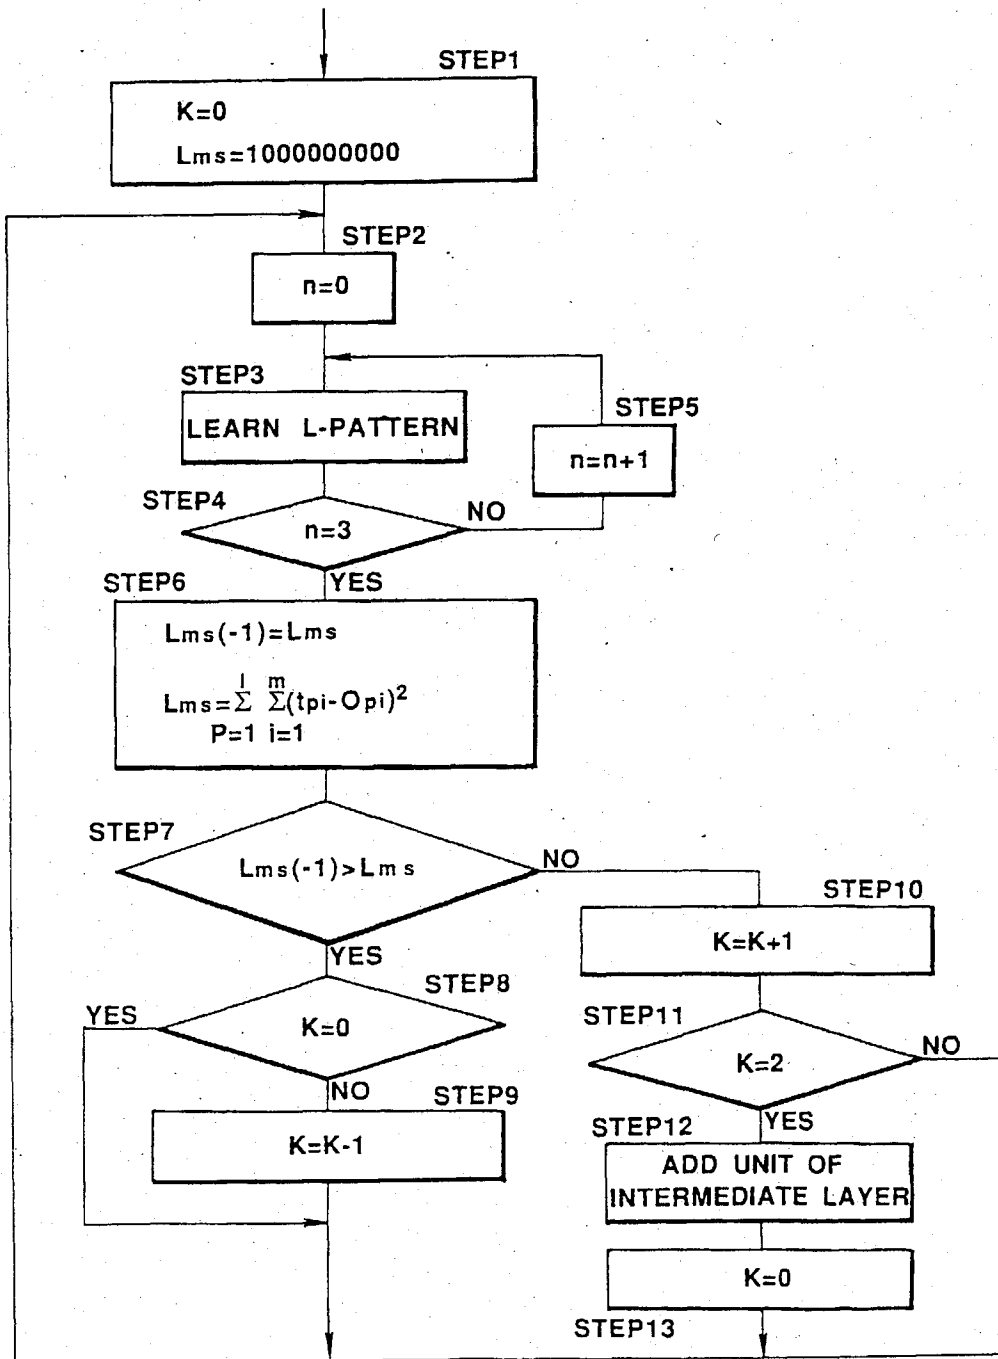 STEP1
K=0
Lms=1000000000
STEP2
n=0
STEP3
LEARN L-PATTERN
STEP5
n=n+1
STEP4
n=3
NO
YES
STEP6
Lms(-1)=Lms
Lms=Σ Σ(tpi-Opi)²
l m
P=1 i=1
STEP7
Lms(-1)>Lms
NO
YES
STEP8
K=0
YES
NO
STEP9
K=K-1
STEP10
K=K+1
STEP11
K=2
NO
YES
STEP12
ADD UNIT OF
INTERMEDIATE LAYER
K=0
STEP13